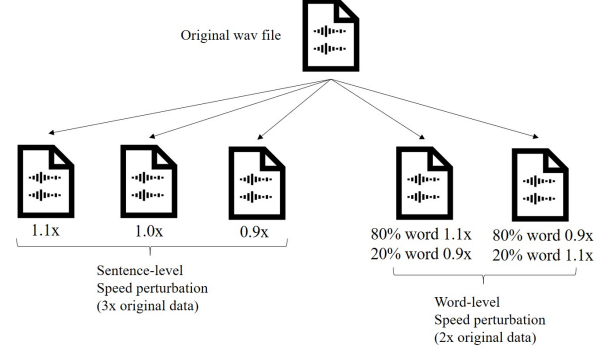 Original wav file
1.1x
1.0x
0.9x
80% word 1.1x
20% word 0.9x
80% word 0.9x
20% word 1.1x
Sentence-level
Speed perturbation
(3x original data)
Word-level
Speed perturbation
(2x original data)